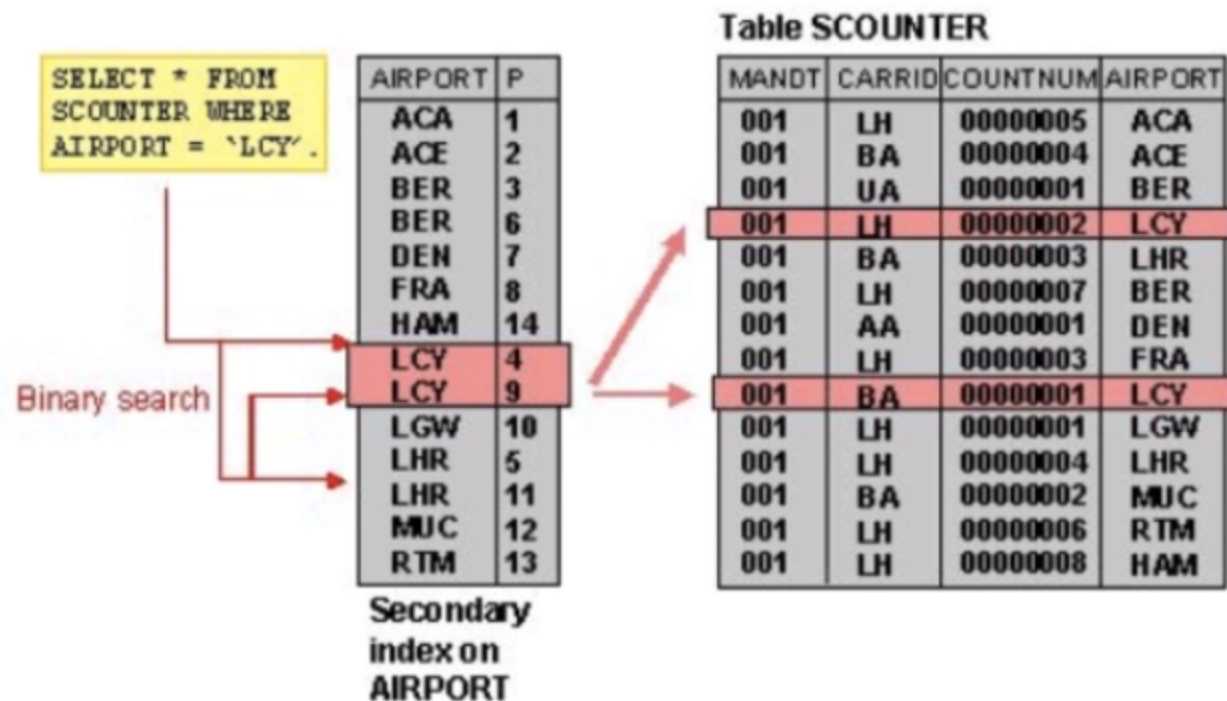 Table SCOUNTER
SELECT * FROM
SCOUNTER WHERE
AIRPORT = `LCY´.
AIRPORT P
ACA 1
ACE 2
BER 3
BER 6
DEN 7
FRA 8
HAM 14
LCY 4
LCY 9
LGW 10
LHR 5
LHR 11
MUC 12
RTM 13
Binary search
Secondary
index on
AIRPORT
MANDT CARRID COUNTNUM AIRPORT
001 LH 00000005 ACA
001 BA 00000004 ACE
001 UA 00000001 BER
001 LH 00000002 LCY
001 BA 00000003 LHR
001 LH 00000007 BER
001 AA 00000001 DEN
001 LH 00000003 FRA
001 BA 00000001 LCY
001 LH 00000001 LGW
001 LH 00000004 LHR
001 BA 00000002 MUC
001 LH 00000006 RTM
001 LH 00000008 HAM